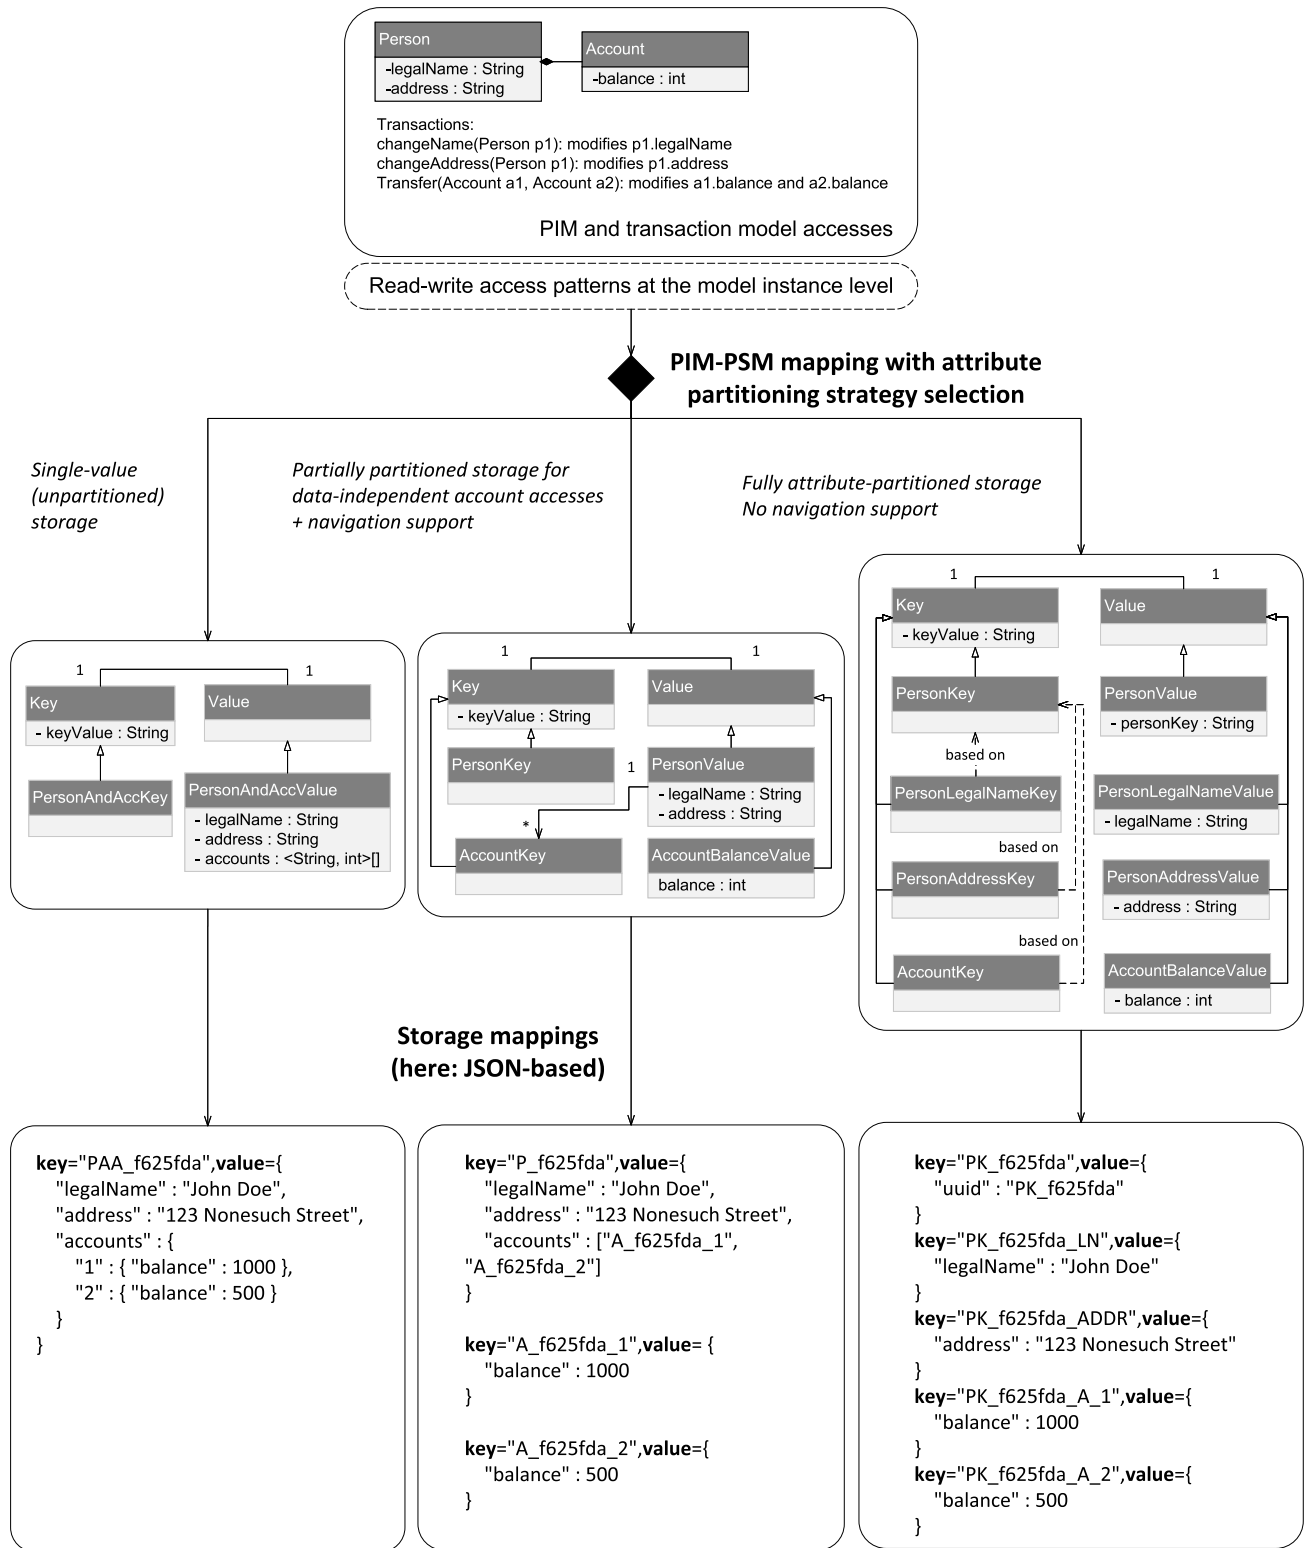 Person
-legalName : String
-address : String
Account
-balance : int
Transactions:
changeName(Person p1): modifies p1.legalName
changeAddress(Person p1): modifies p1.address
Transfer(Account a1, Account a2): modifies a1.balance and a2.balance
PIM and transaction model accesses
Read-write access patterns at the model instance level
PIM-PSM mapping with attribute
partitioning strategy selection
Single-value
(unpartitioned)
storage
Partially partitioned storage for
data-independent account accesses
+ navigation support
Fully attribute-partitioned storage
No navigation support
1
1
Key
- keyValue : String
Value
PersonAndAccKey
PersonAndAccValue
- legalName : String
- address : String
- accounts : <String, int>[]
1
1
Key
- keyValue : String
Value
PersonKey
1
PersonValue
- legalName : String
- address : String
*
AccountKey
AccountBalanceValue
balance : int
1
1
Key
- keyValue : String
Value
PersonKey
PersonValue
- personKey : String
based on
PersonLegalNameKey
PersonLegalNameValue
- legalName : String
based on
PersonAddressKey
PersonAddressValue
- address : String
based on
AccountKey
AccountBalanceValue
- balance : int
Storage mappings
(here: JSON-based)
key="PAA_f625fda",value={
"legalName" : "John Doe",
"address" : "123 Nonesuch Street",
"accounts" : {
"1" : { "balance" : 1000 },
"2" : { "balance" : 500 }
}
}
key="P_f625fda",value={
"legalName" : "John Doe",
"address" : "123 Nonesuch Street",
"accounts" : ["A_f625fda_1",
"A_f625fda_2"]
}
key="A_f625fda_1",value= {
"balance" : 1000
}
key="A_f625fda_2",value={
"balance" : 500
}
key="PK_f625fda",value={
"uuid" : "PK_f625fda"
}
key="PK_f625fda_LN",value={
"legalName" : "John Doe"
}
key="PK_f625fda_ADDR",value={
"address" : "123 Nonesuch Street"
}
key="PK_f625fda_A_1",value={
"balance" : 1000
}
key="PK_f625fda_A_2",value={
"balance" : 500
}